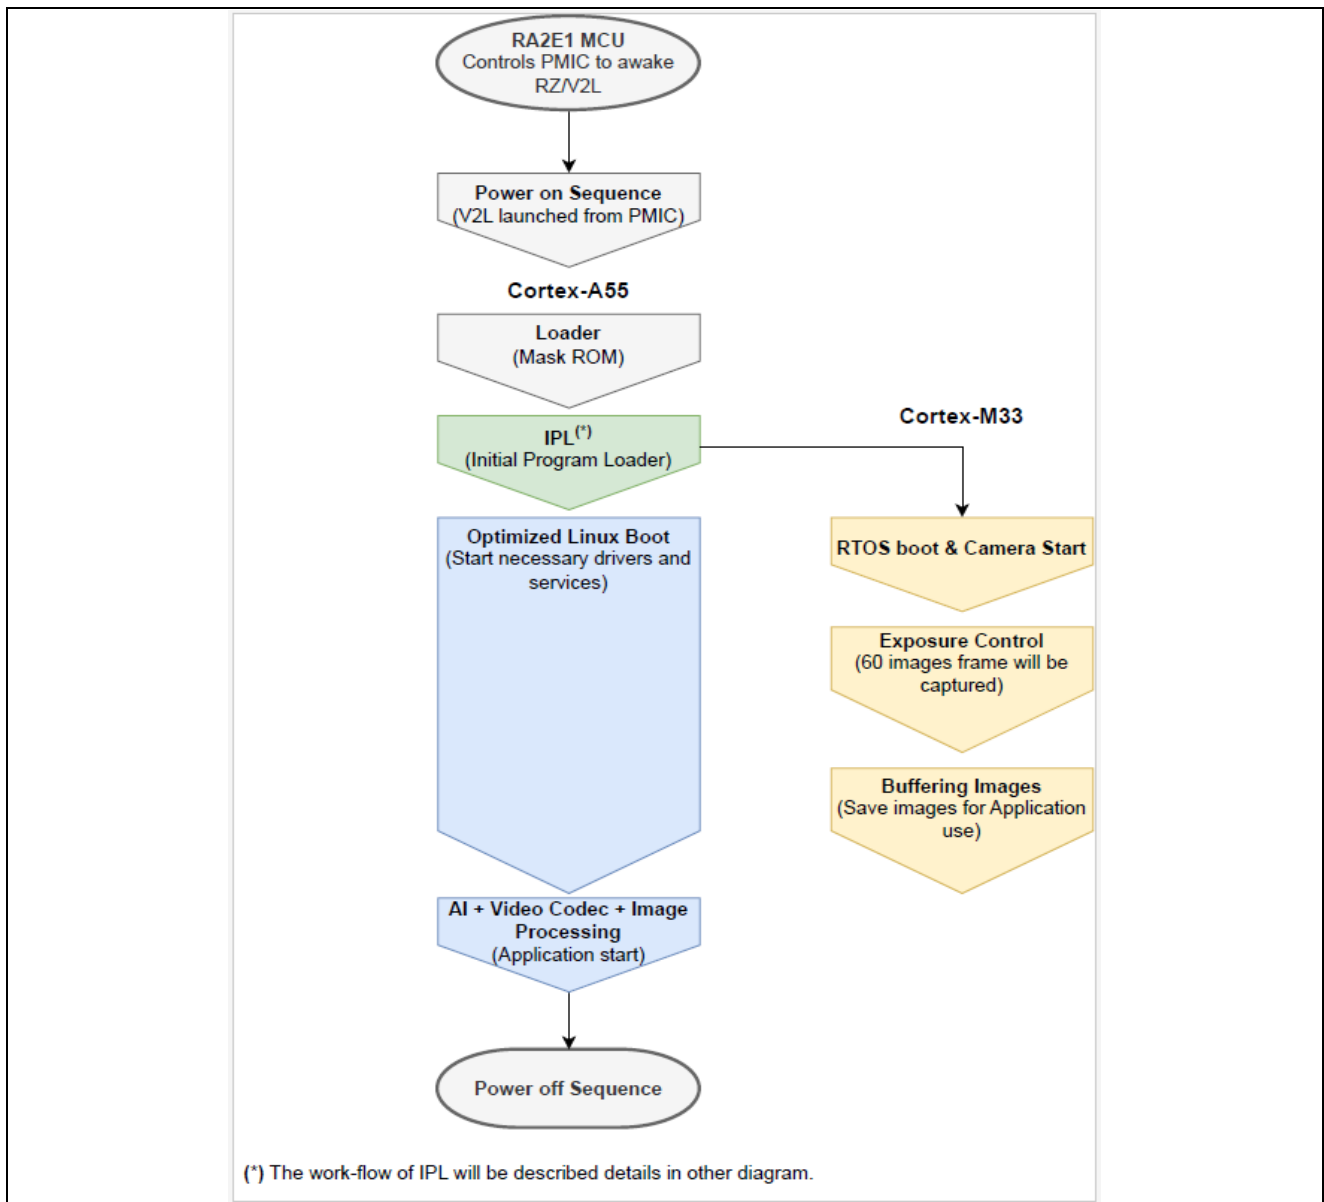 RA2E1 MCU
Controls PMIC to awake
RZ/V2L
Power on Sequence
(V2L launched from PMIC)
Cortex-A55
Loader
(Mask ROM)
Cortex-M33
IPL(*)
(Initial Program Loader)
Optimized Linux Boot
(Start necessary drivers and
services)
RTOS boot & Camera Start
Exposure Control
(60 images frame will be
captured)
Buffering Images
(Save images for Application
use)
AI + Video Codec + Image
Processing
(Application start)
Power off Sequence
(*) The work-flow of IPL will be described details in other diagram.